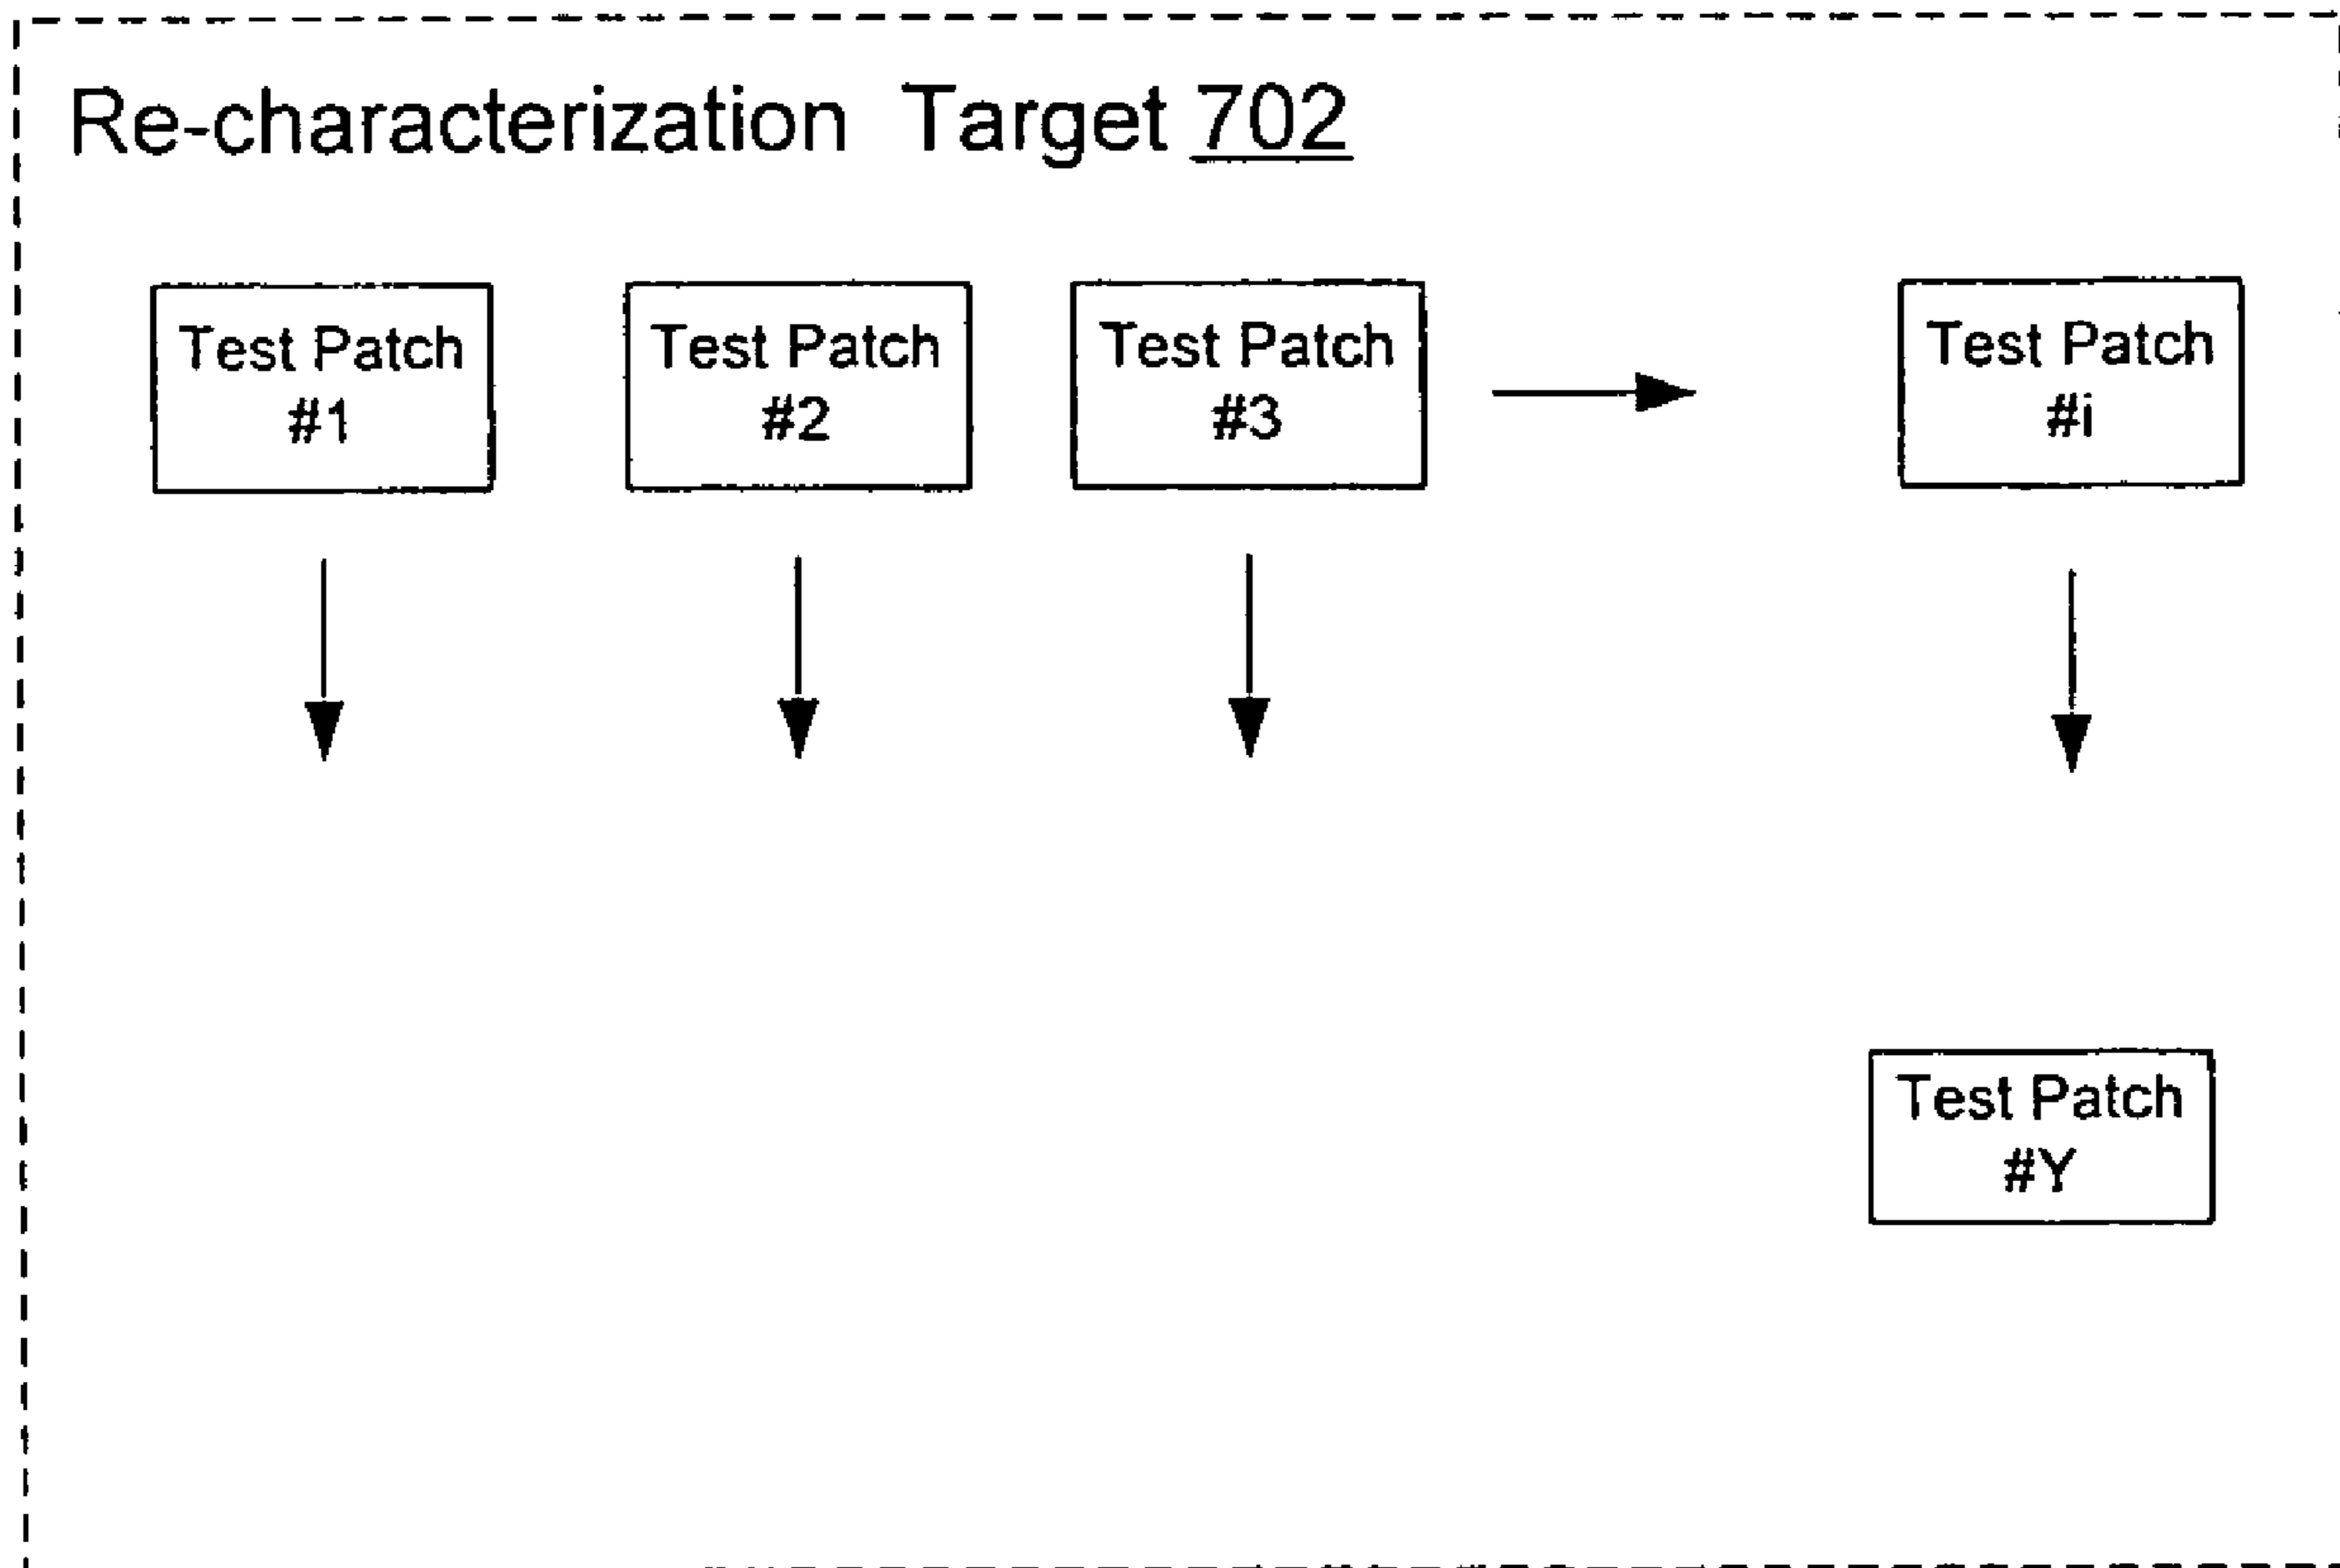 Re-characterization Target 702
Test Patch
#1
Test Patch
#2
Test Patch
#3
Test Patch
#i
Test Patch
#Y